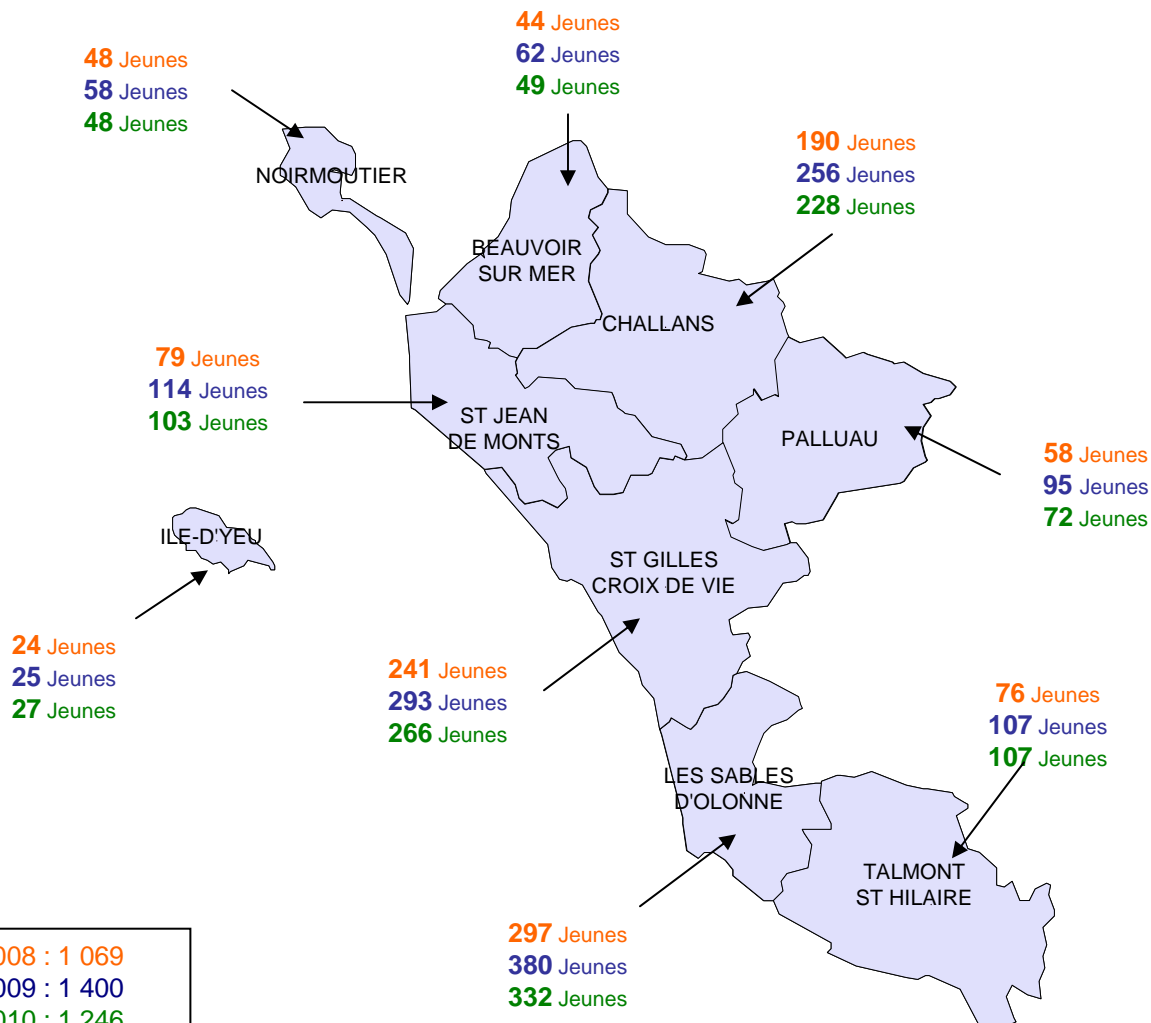 44 Jeunes
62 Jeunes
49 Jeunes
48 Jeunes
58 Jeunes
48 Jeunes
190 Jeunes
256 Jeunes
228 Jeunes
NOIRMOUTIER
BEAUVOIR
SUR MER
CHALLANS
79 Jeunes
114 Jeunes
103 Jeunes
ST JEAN
DE MONTS
PALLUAU
58 Jeunes
95 Jeunes
72 Jeunes
ILE-D'YEU
ST GILLES
CROIX DE VIE
24 Jeunes
25 Jeunes
27 Jeunes
241 Jeunes
293 Jeunes
266 Jeunes
76 Jeunes
107 Jeunes
107 Jeunes
LES SABLES
D'OLONNE
TALMONT
ST HILAIRE
297 Jeunes
380 Jeunes
332 Jeunes
008 : 1 069
009 : 1 400
010 : 1 246